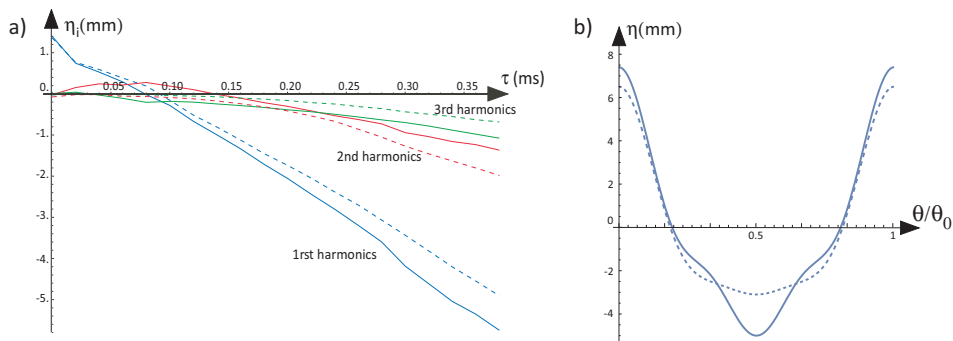 a)
η_i(mm)
1.
0.
-1.
-2.
-3.
-4.
-5.
0.05
0.10
0.15
0.20
0.25
0.30
0.35
τ (ms)
3rd harmonics
2nd harmonics
1rst harmonics
b)
η(mm)
8
6
4
2
0
-2
-4
0.5
1
θ/θ_0